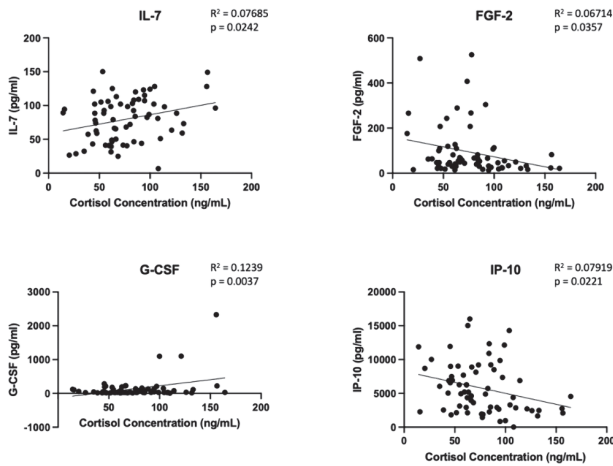 IL-7
R² = 0.07685
p = 0.0242
200
150
100
50
0
IL-7 (pg/ml)
0
50
100
150
200
Cortisol Concentration (ng/mL)
FGF-2
R² = 0.06714
p = 0.0357
600
400
200
0
FGF-2 (pg/ml)
0
50
100
150
200
Cortisol Concentration (ng/mL)
G-CSF
R² = 0.1239
p = 0.0037
3000
2000
1000
0
-1000
G-CSF (pg/ml)
50
100
150
200
Cortisol Concentration (ng/mL)
IP-10
R² = 0.07919
p = 0.0221
20000
15000
10000
5000
0
IP-10 (pg/ml)
0
50
100
150
200
Cortisol Concentration (ng/mL)